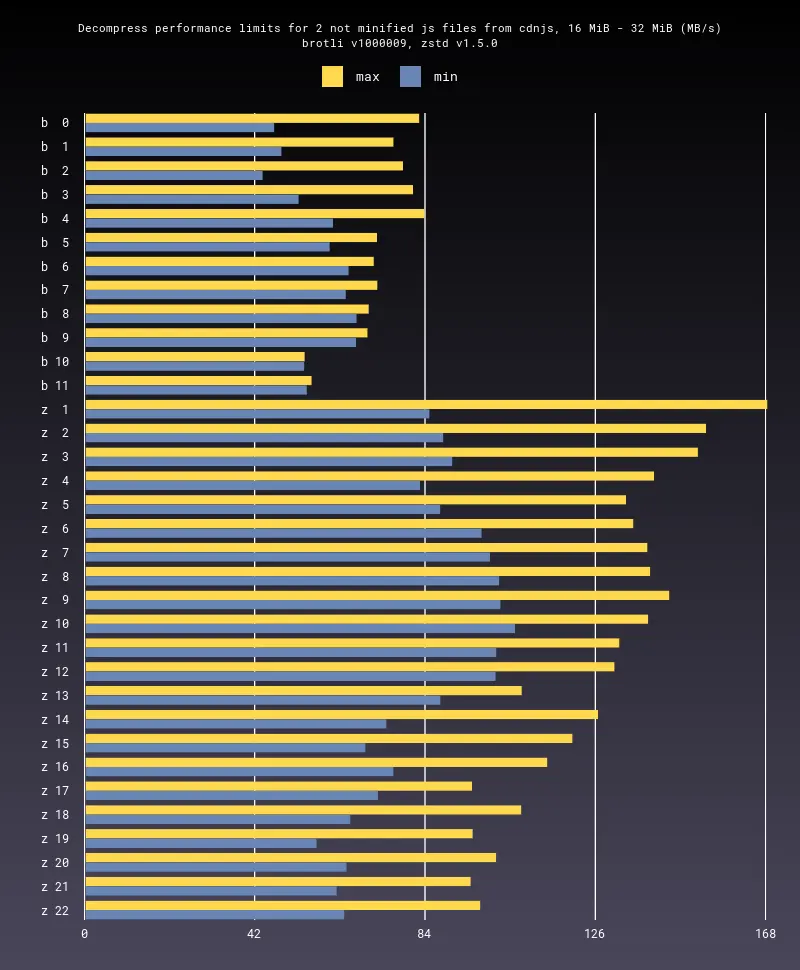 Decompress performance limits for 2 not minified js files from cdnjs, 16 MiB - 32 MiB (MB/s)
brotli v1000009, zstd v1.5.0
max min
b 0
b 1
b 2
b 3
b 4
b 5
b 6
b 7
b 8
b 9
b 10
b 11
z 1
z 2
z 3
z 4
z 5
z 6
z 7
z 8
z 9
z 10
z 11
z 12
z 13
z 14
z 15
z 16
z 17
z 18
z 19
z 20
z 21
z 22
0 42 84 126 168